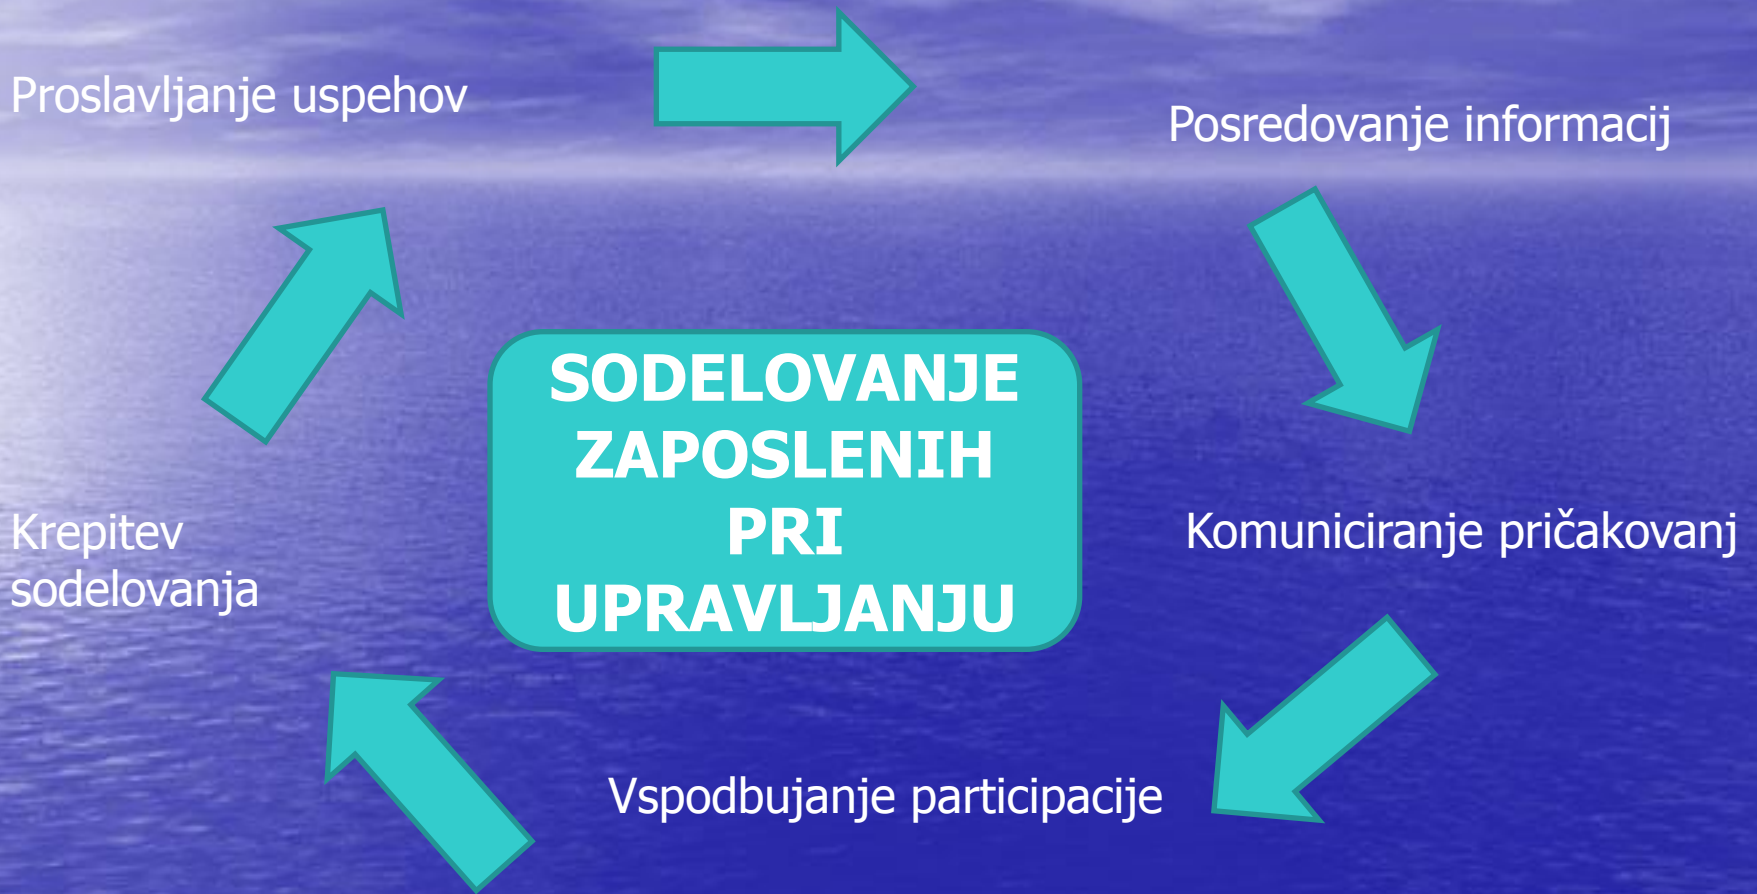 Proslavljanje uspehov
Posredovanje informacij
SODELOVANJE
ZAPOSLENIH
PRI
UPRAVLJANJU
Krepitev
sodelovanja
Komuniciranje pričakovanj
Vspodbujanje participacije